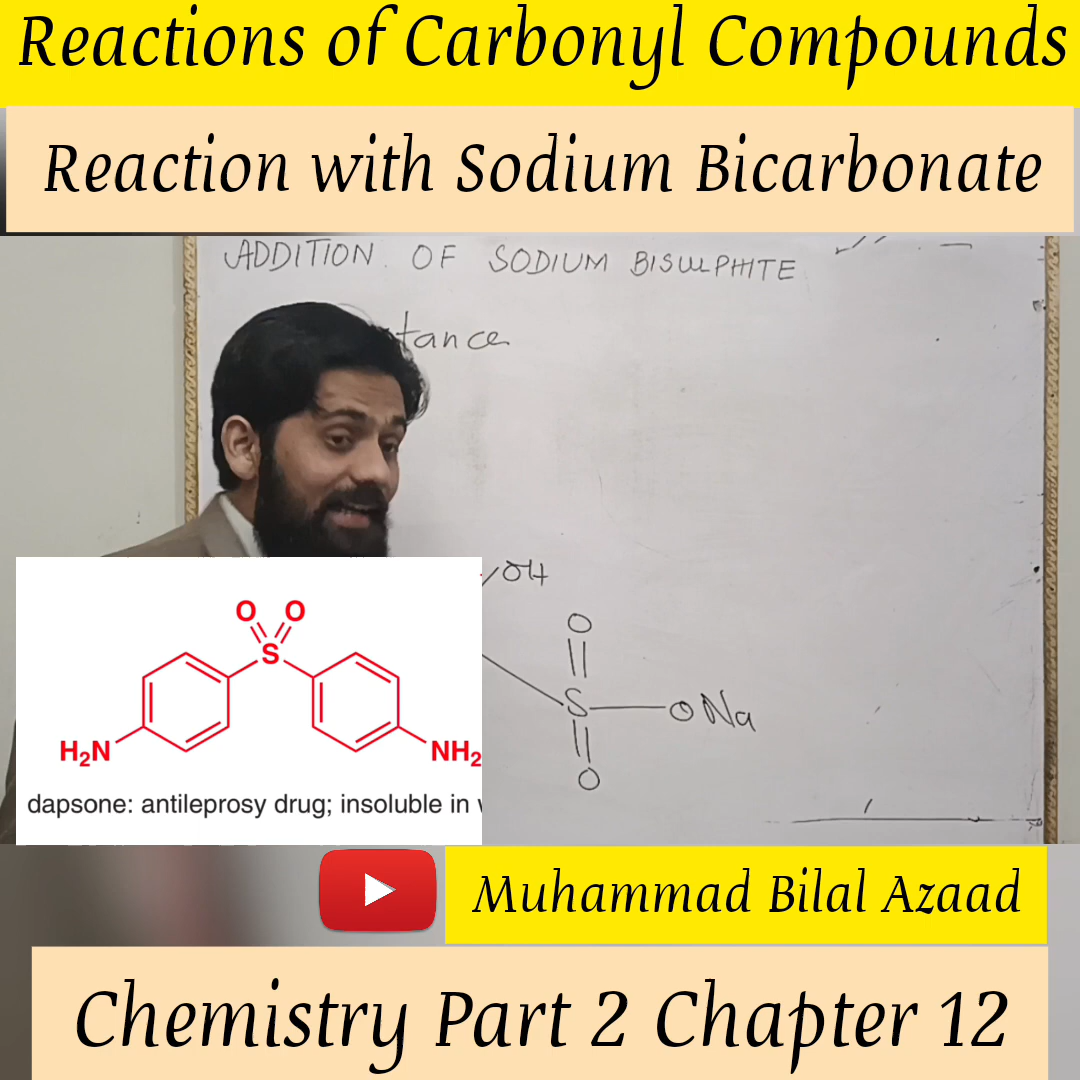 Reactions of Carbonyl Compounds
Reaction with Sodium Bicarbonate
ADDITION OF SODIUM BISULPHITE
tance
OH
O
S
O Na
O
O O
S
H₂N
NH₂
dapsone: antileprosy drug; insoluble in
Muhammad Bilal Azaad
Chemistry Part 2 Chapter 12